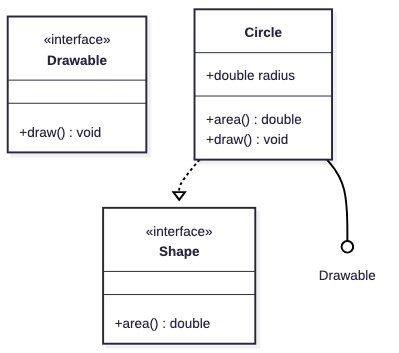 «interface»
Drawable
+draw() : void
Circle
+double radius
+area() : double
+draw() : void
«interface»
Shape
+area() : double
Drawable